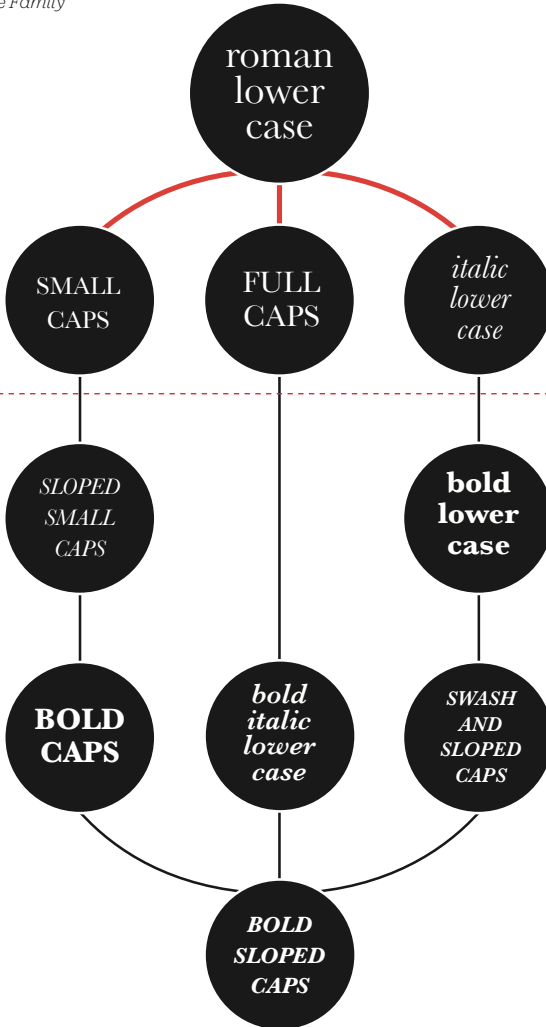 e Family
roman
lower
case
SMALL
CAPS
FULL
CAPS
italic
lower
case
SLOPED
SMALL
CAPS
bold
lower
case
BOLD
CAPS
bold
italic
lower
case
SWASH
AND
SLOPED
CAPS
BOLD
SLOPED
CAPS